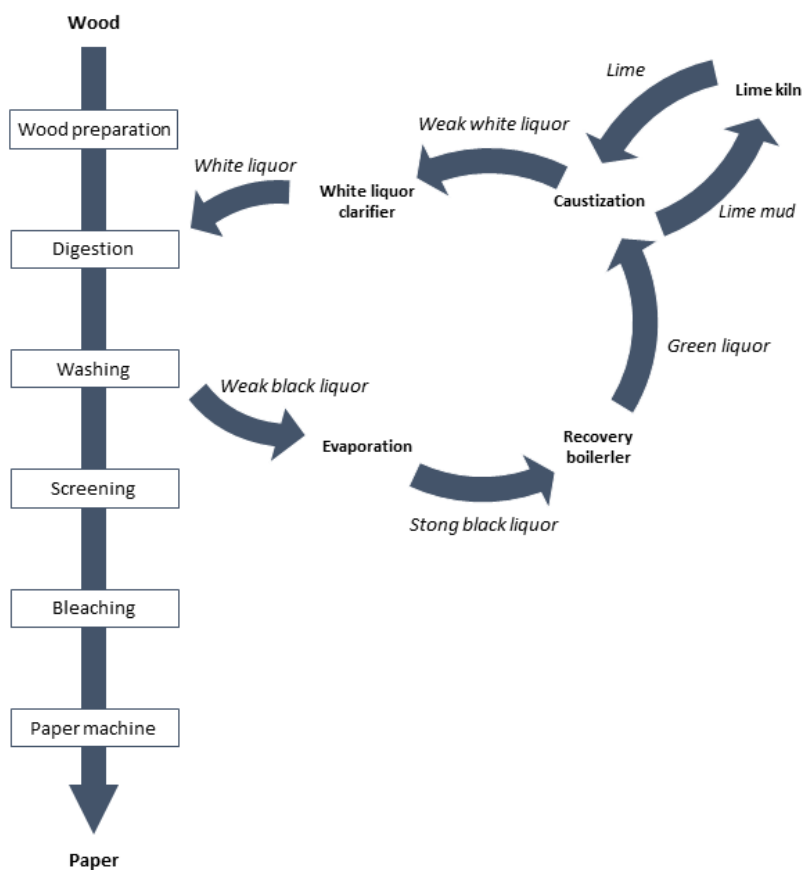 Wood
Wood preparation
Digestion
Washing
Screening
Bleaching
Paper machine
Paper
White liquor
White liquor
clarifier
Weak white liquor
Caustization
Lime
Lime kiln
Lime mud
Green liquor
Recovery
boilerler
Stong black liquor
Evaporation
Weak black liquor